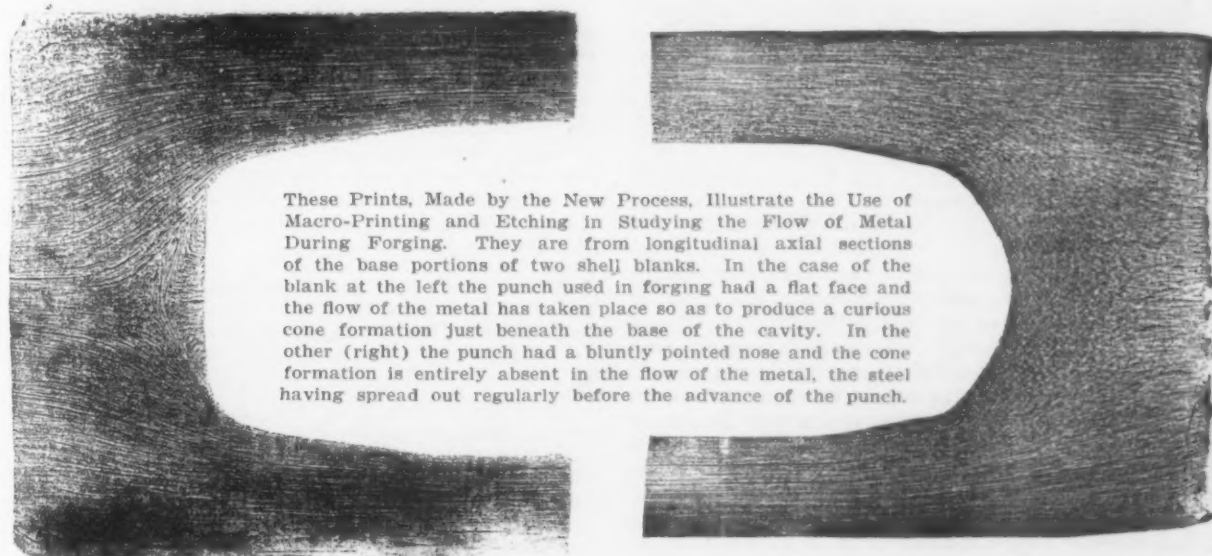 These Prints, Made by the New Process, Illustrate the Use of
Macro-Printing and Etching in Studying the Flow of Metal
During Forging. They are from longitudinal axial sections
of the base portions of two shell blanks. In the case of the
blank at the left the punch used in forging had a flat face and
the flow of the metal has taken place so as to produce a curious
cone formation just beneath the base of the cavity. In the
other (right) the punch had a bluntly pointed nose and the cone
formation is entirely absent in the flow of the metal, the steel
having spread out regularly before the advance of the punch.